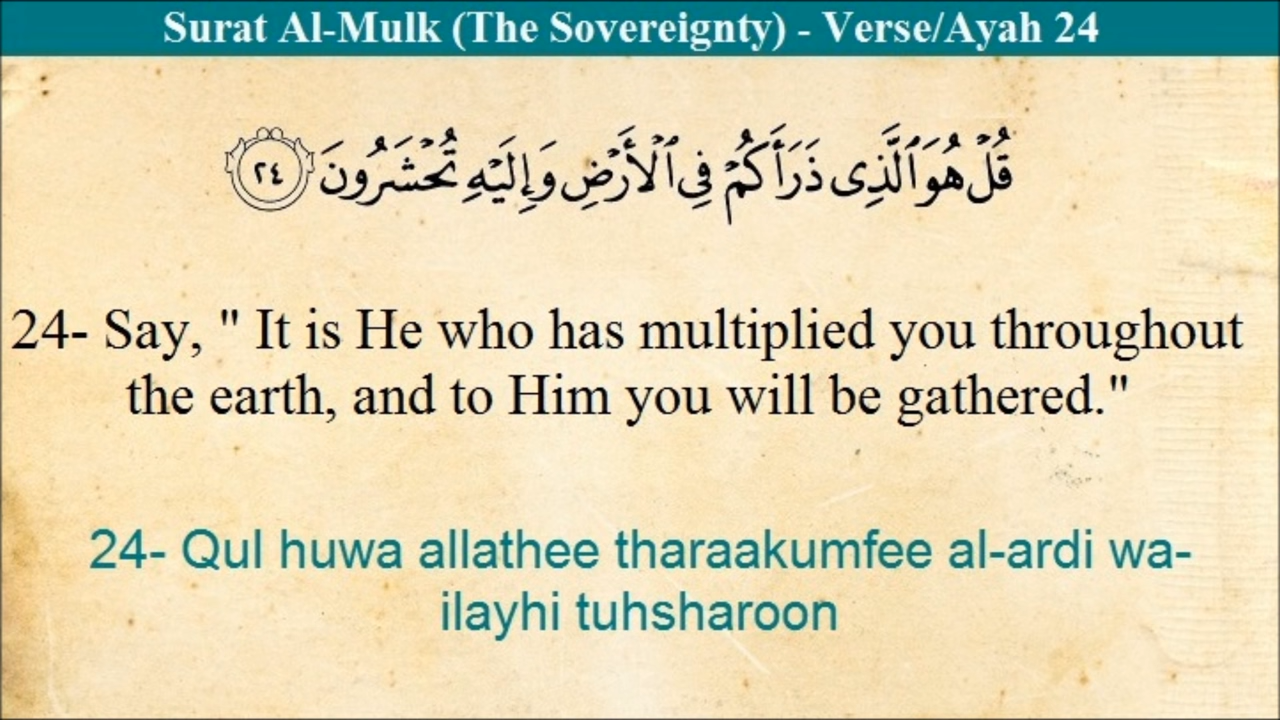 Surat Al-Mulk (The Sovereignty) - Verse/Ayah 24
قُلْ هُوَ ٱلَّذِى ذَرَأَكُمْ فِى ٱلْأَرْضِ وَإِلَيْهِ تُحْشَرُونَ ٢٤
24- Say, " It is He who has multiplied you throughout
the earth, and to Him you will be gathered."
24- Qul huwa allathee tharaakumfee al-ardi wa-
ilayhi tuhsharoon